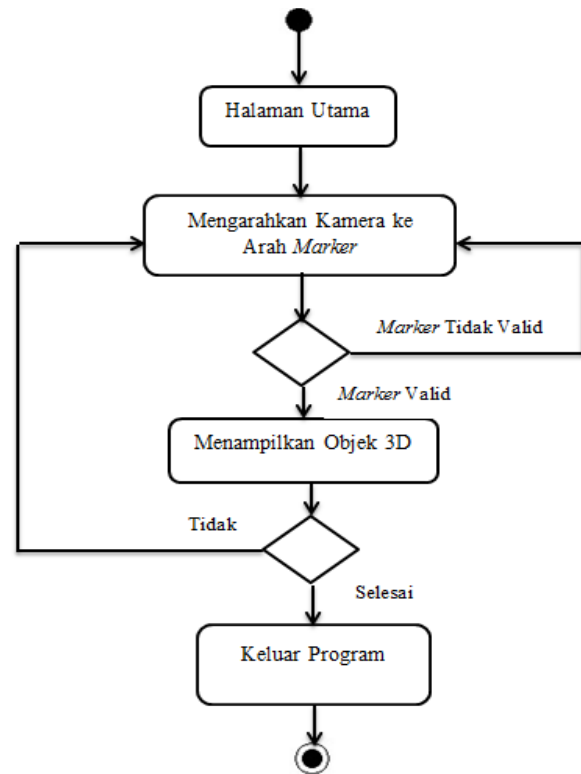 Halaman Utama
Mengarahkan Kamera ke
Arah Marker
Marker Tidak Valid
Marker Valid
Menampilkan Objek 3D
Tidak
Selesai
Keluar Program